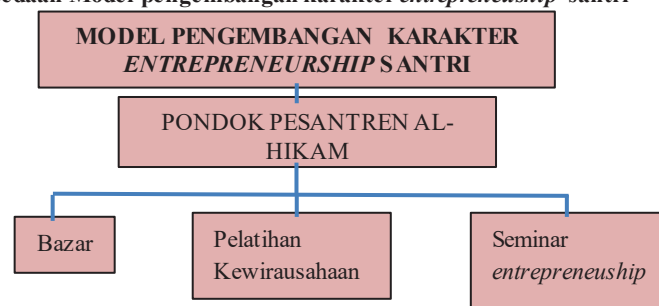 Model pengembangan karakter entrepreneuship santri
MODEL PENGEMBANGAN KARAKTER
ENTREPRENEURSHIP SANTRI
PONDOK PESANTREN AL-
HIKAM
Bazar
Pelatihan
Kewirausahaan
Seminar
entrepreneuship